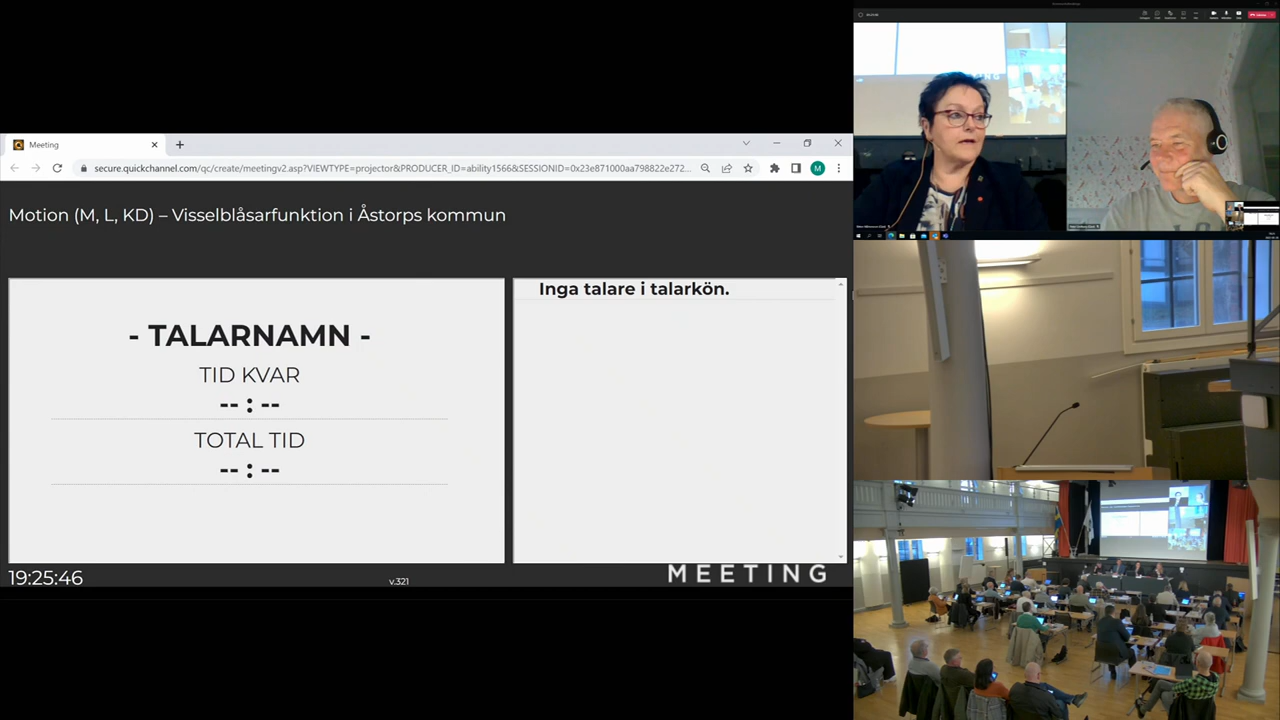 Meeting
secure.quickchannel.com/qc/create/meetingv2.asp?VIEWTYPE=projector&PRODUCER_ID=ability1566&SESSIONID=0x23e871000aa798822e272...
M
Motion (M, L, KD) – Visselblåsarfunktion i Åstorps kommun
- TALARNAMN -
TID KVAR
-- : --
TOTAL TID
-- : --
Inga talare i talarkön.
19:25:46
v.321
MEETING